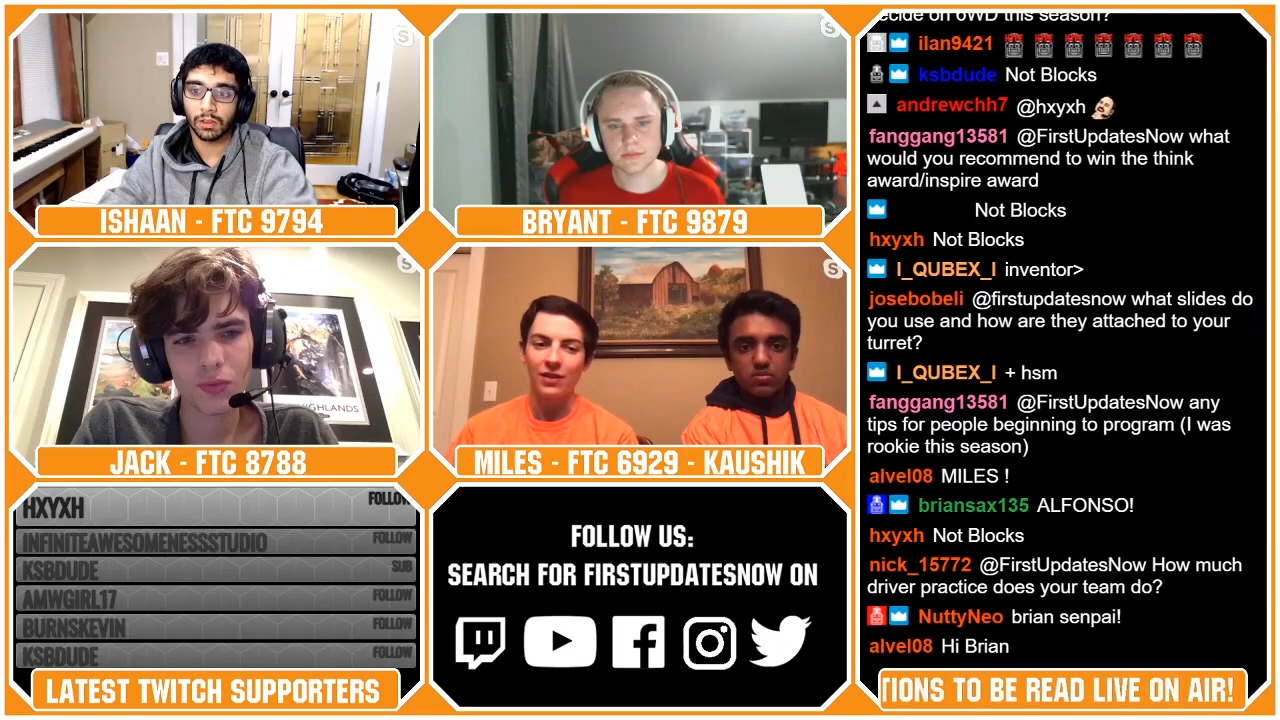 ISHAAN - FTC 9794
BRYANT - FTC 9879
JACK - FTC 8788
HIGHLANDS
MILES - FTC 6929 - KAUSHIK
HXYXH FOLLOW
INFINITEAWESOMENESSSTUDIO FOLLOW
KSBDUDE SUB
AMWGIRL17 FOLLOW
BURNSKEVIN FOLLOW
KSBDUDE FOLLOW
LATEST TWITCH SUPPORTERS
FOLLOW US:
SEARCH FOR FIRSTUPDATESNOW ON
ecide on 6WD this season?
ilan9421
ksbdude Not Blocks
andrewchh7 @hxyxh
fanggang13581 @FirstUpdatesNow what
would you recommend to win the think
award/inspire award
Not Blocks
hxyxh Not Blocks
I_QUBEX_I inventor>
josebobeli @firstupdatesnow what slides do
you use and how are they attached to your
turret?
I_QUBEX_I + hsm
fanggang13581 @FirstUpdatesNow any
tips for people beginning to program (I was
rookie this season)
alvel08 MILES !
briansax135 ALFONSO!
hxyxh Not Blocks
nick_15772 @FirstUpdatesNow How much
driver practice does your team do?
NuttyNeo brian senpai!
alvel08 Hi Brian
TIONS TO BE READ LIVE ON AIR!